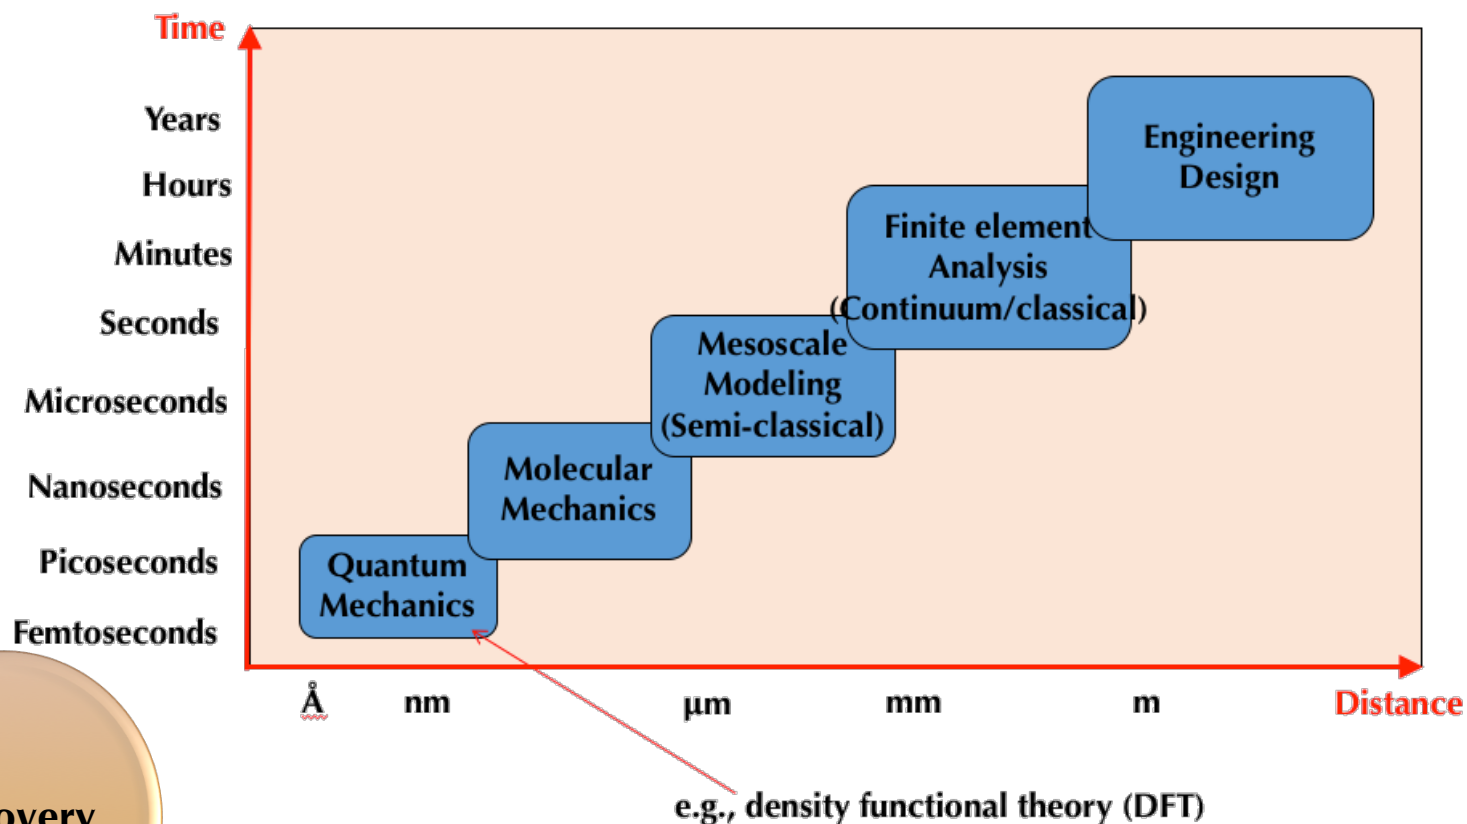 Time
Years
Hours
Minutes
Seconds
Microseconds
Nanoseconds
Picoseconds
Femtoseconds
Engineering
Design
Finite element
Analysis
(Continuum/classical)
Mesoscale
Modeling
(Semi-classical)
Molecular
Mechanics
Quantum
Mechanics
Å nm µm mm m Distance
e.g., density functional theory (DFT)